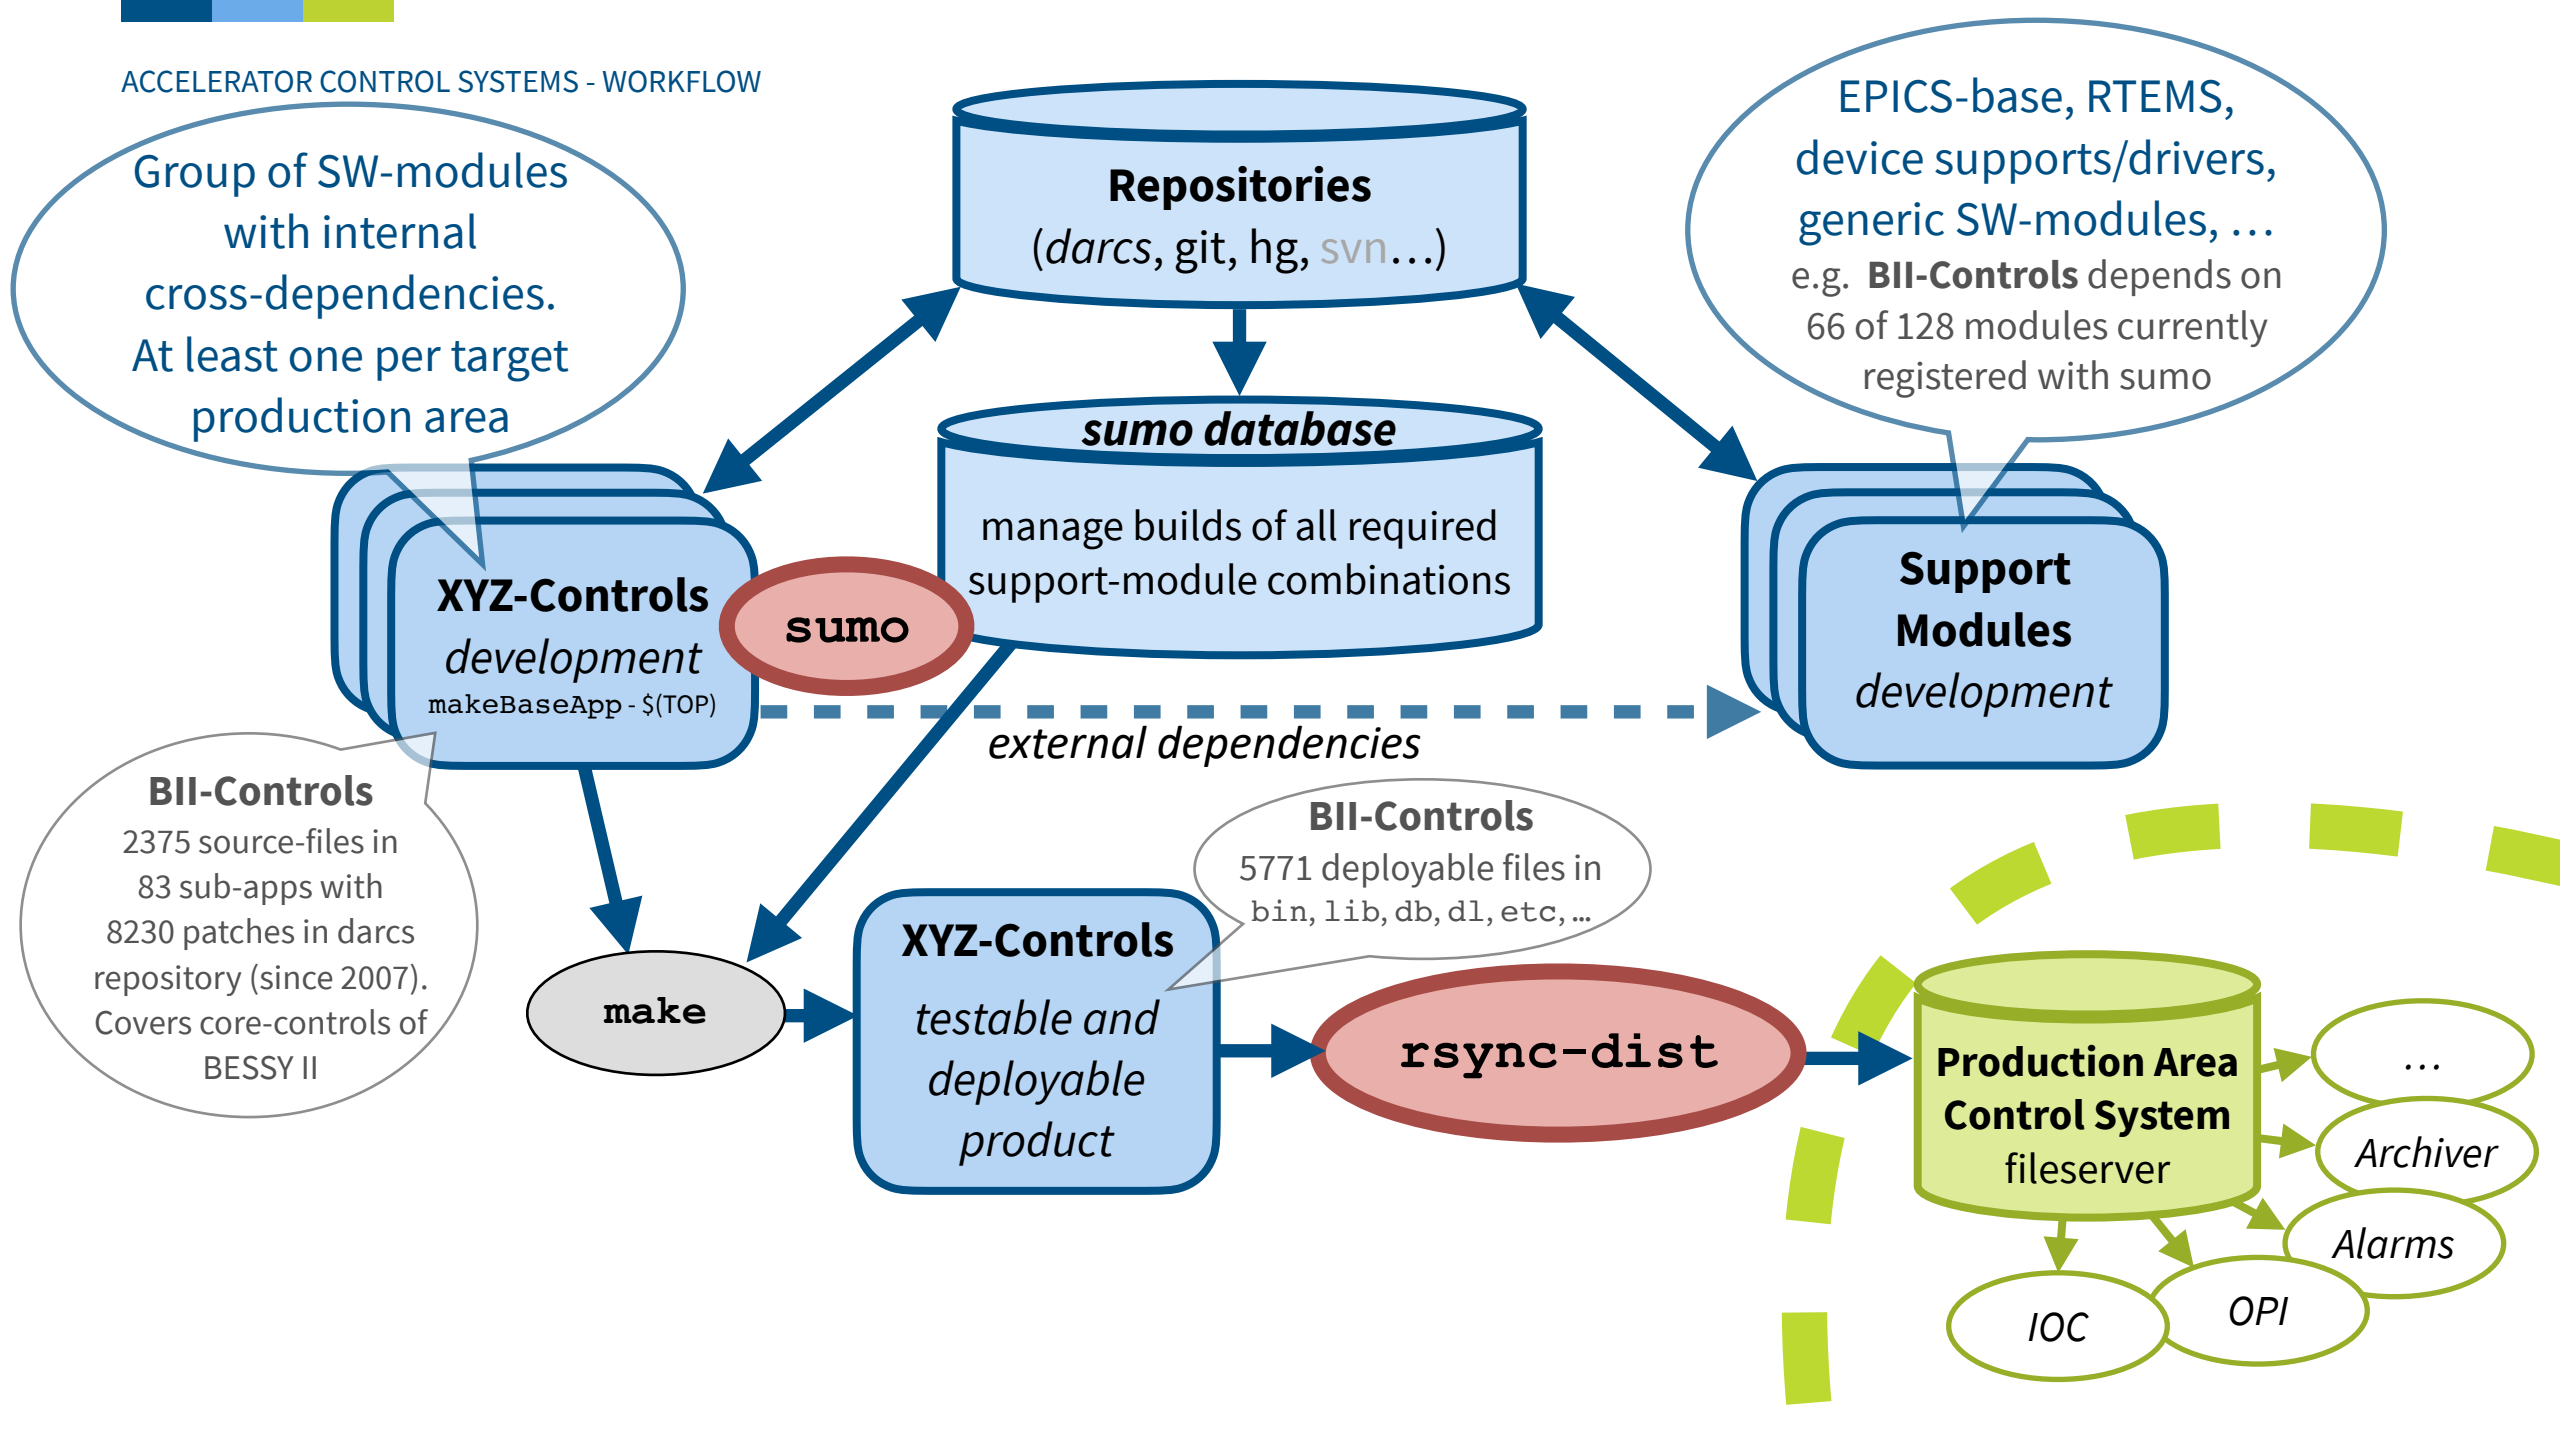 ACCELERATOR CONTROL SYSTEMS - WORKFLOW
Group of SW-modules
with internal
cross-dependencies.
At least one per target
production area
Repositories
(darcs, git, hg, svn…)
EPICS-base, RTEMS,
device supports/drivers,
generic SW-modules, …
e.g. BII-Controls depends on
66 of 128 modules currently
registered with sumo
sumo database
manage builds of all required
support-module combinations
XYZ-Controls
development
makeBaseApp - $(TOP)
sumo
Support
Modules
development
external dependencies
BII-Controls
2375 source-files in
83 sub-apps with
8230 patches in darcs
repository (since 2007).
Covers core-controls of
BESSY II
BII-Controls
5771 deployable files in
bin, lib, db, dl, etc, …
make
XYZ-Controls
testable and
deployable
product
rsync-dist
Production Area
Control System
fileserver
…
Archiver
Alarms
OPI
IOC